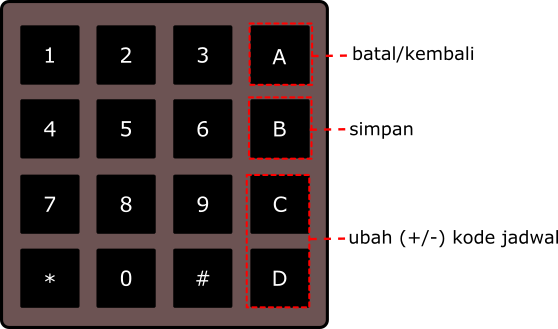 1 2 3 A batal/kembali
4 5 6 B simpan
7 8 9 C
ubah (+/-) kode jadwal
* 0 # D